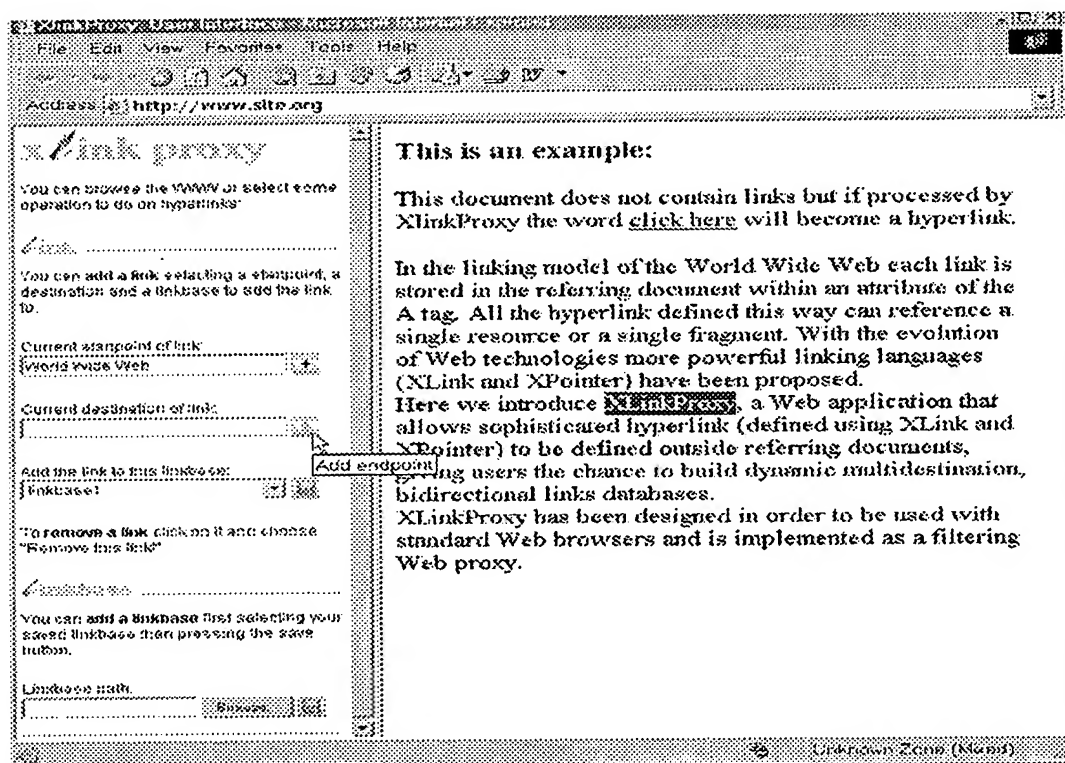 XLinkProxy User Interface
File Edit View Favorites Tools Help
Address http://www.site.org
xlink proxy
You can browse the WWW or select some
operation to do on hyperlinks:
Link
You can add a link selecting a startpoint, a
destination and a linkbase to add the link
to.
Current startpoint of link:
World Wide Web
Current destination of link:
Add endpoint
Add the link to this linkbase:
linkbase1
To remove a link click on it and choose
"Remove this link"
Linkbase
You can add a linkbase first selecting your
saved linkbase then pressing the save
button.
Linkbase path:
Browse...
This is an example:
This document does not contain links but if processed by
XlinkProxy the word click here will become a hyperlink.
In the linking model of the World Wide Web each link is
stored in the referring document within an attribute of the
A tag. All the hyperlink defined this way can reference a
single resource or a single fragment. With the evolution
of Web technologies more powerful linking languages
(XLink and XPointer) have been proposed.
Here we introduce XLinkProxy, a Web application that
allows sophisticated hyperlink (defined using XLink and
XPointer) to be defined outside referring documents,
giving users the chance to build dynamic multidestination,
bidirectional links databases.
XLinkProxy has been designed in order to be used with
standard Web browsers and is implemented as a filtering
Web proxy.
Unknown Zone (Mixed)